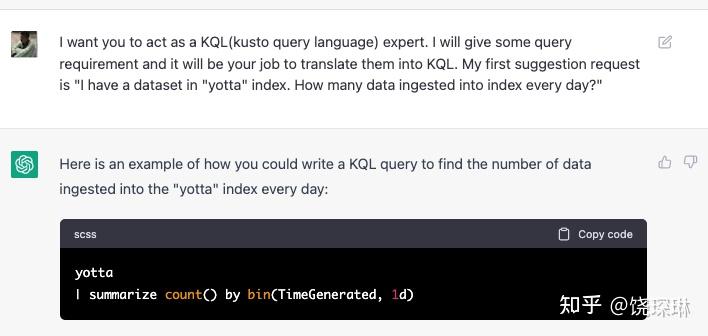 I want you to act as a KQL(kusto query language) expert. I will give some query
requirement and it will be your job to translate them into KQL. My first suggestion request
is "I have a dataset in "yotta" index. How many data ingested into index every day?"
Here is an example of how you could write a KQL query to find the number of data
ingested into the "yotta" index every day:
scss Copy code
yotta
| summarize count() by bin(TimeGenerated, 1d)
知乎 @饶琛琳